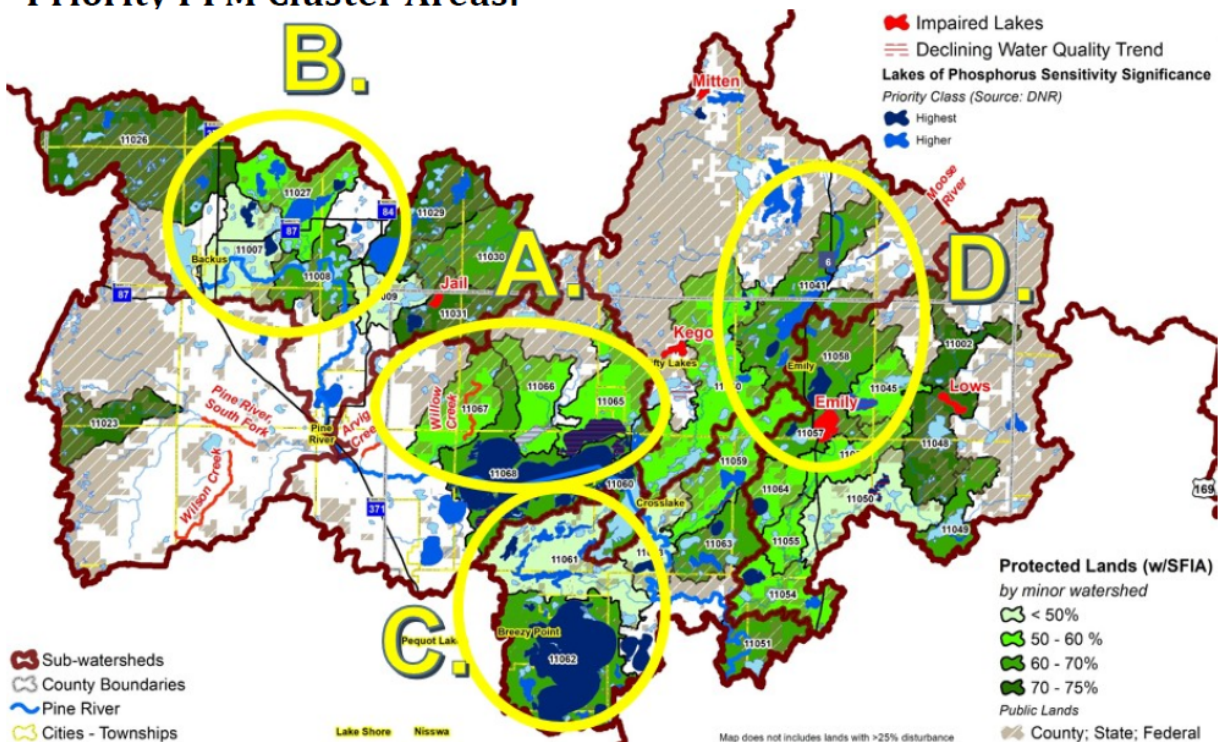 Priority PPM Cluster Areas:
B.
Impaired Lakes
Declining Water Quality Trend
Lakes of Phosphorus Sensitivity Significance
Priority Class (Source: DNR)
Highest
Higher
Mitten
11026
11027
84
87
11029
Moose River
11007
Backus
11008
A.
11030
6
D.
11041
87
Jail
11031
Kego
11058
11002
Emily
11045
Lows
Willow Creek
11067
11066
11065
Emily
11057
11048
11023
Pine River, South Fork
Pine River
11068
11060
11059
11064
11050
169
Wilson Creek
371
Crosslake
11049
11061
11063
11055
11054
Protected Lands (w/SFIA)
by minor watershed
< 50%
50 - 60 %
60 - 70%
70 - 75%
Public Lands
County; State; Federal
C.
Pequot Lake
Breezy Point
11062
11051
Sub-watersheds
County Boundaries
Pine River
Cities - Townships
Lake Shore
Nisswa
Map does not includes lands with >25% disturbance